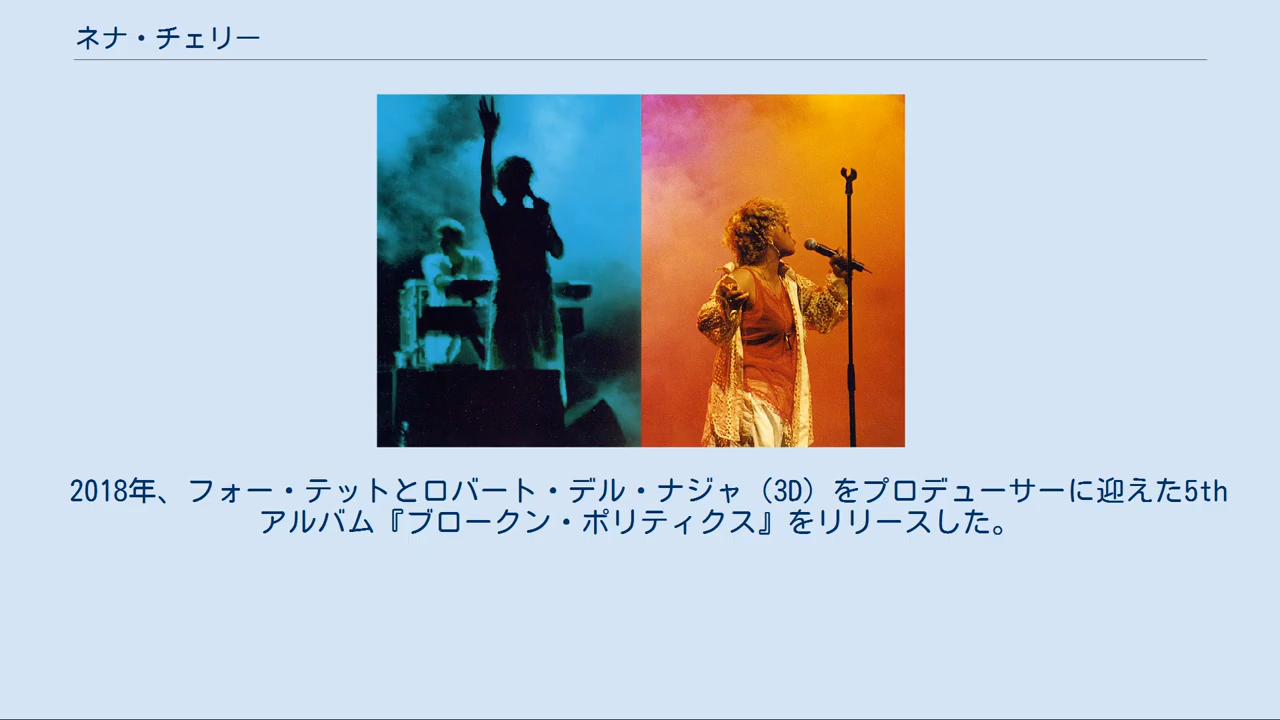 ネナ・チェリー
2018年、フォー・テットとロバート・デル・ナジャ（3D）をプロデューサーに迎えた5th
アルバム『ブロークン・ポリティクス』をリリースした。